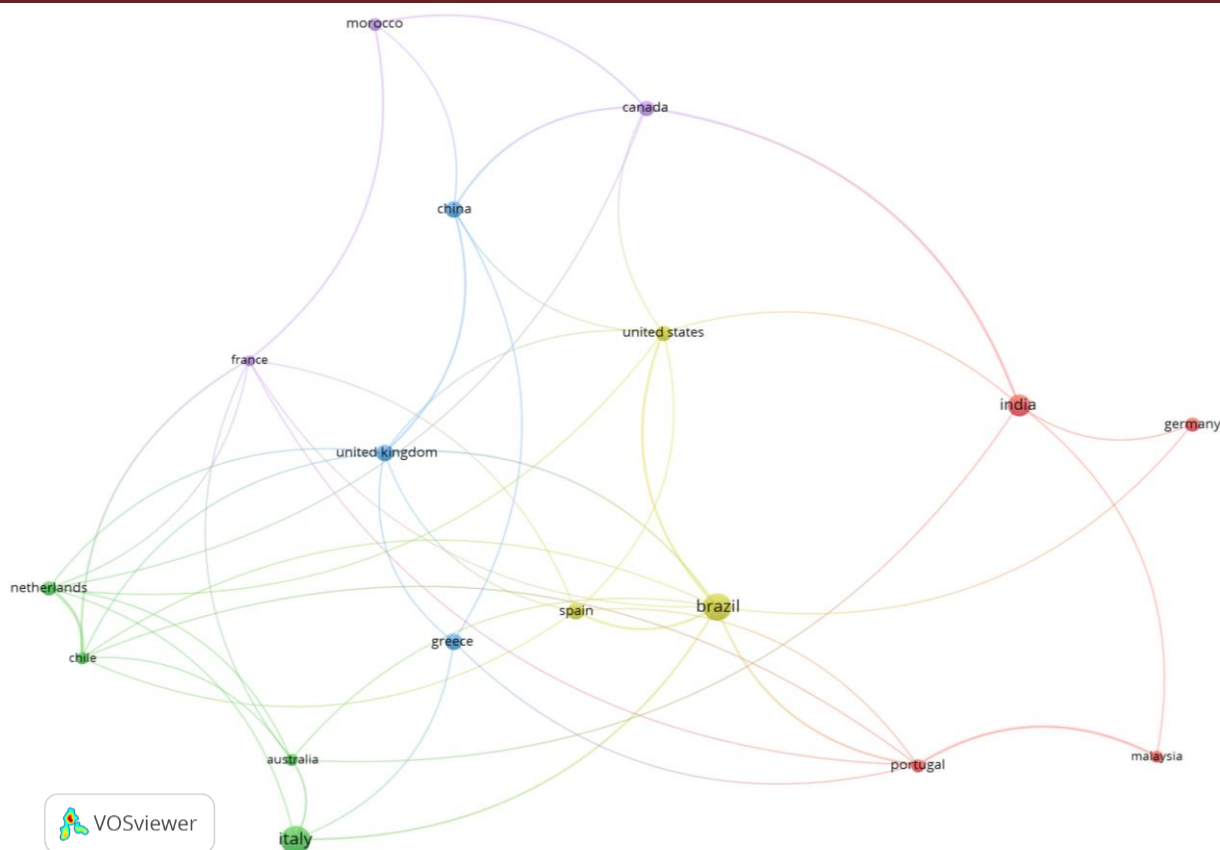 morocco
canada
china
united states
france
india
germany
united kingdom
netherlands
brazil
spain
greece
chile
australia
portugal
malaysia
VOSviewer
italy